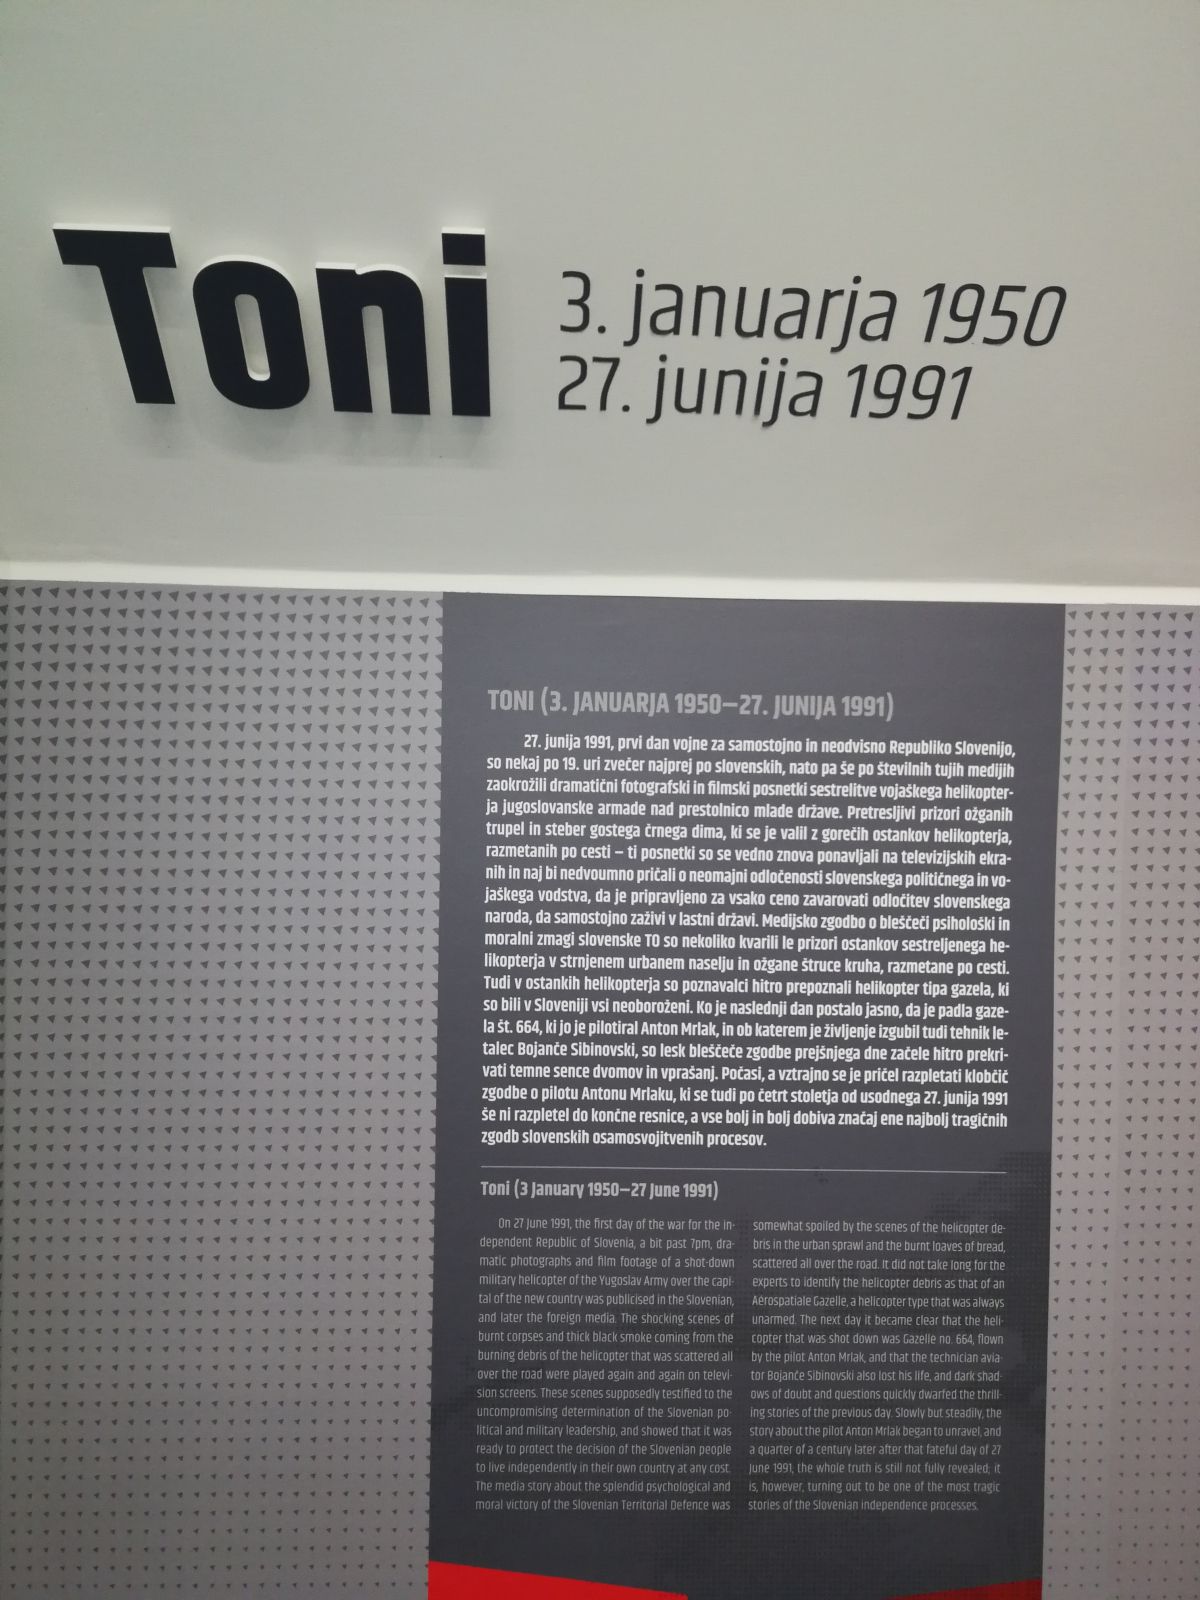 Toni
3. januarja 1950
27. junija 1991
TONI (3. JANUARJA 1950–27. JUNIJA 1991)
27. junija 1991, prvi dan vojne za samostojno in neodvisno Republiko Slovenijo,
so nekaj po 19. uri zvečer najprej po slovenskih, nato pa še po številnih tujih medijih
zaokrožili dramatični fotografski in filmski posnetki sestrelitve vojaškega helikopter-
ja jugoslovanske armade nad prestolnico mlade države. Pretresljivi prizori ožganih
trupel in steber gostega črnega dima, ki se je valil z gorečih ostankov helikopterja,
razmetanih po cesti – ti posnetki so se vedno znova ponavljali na televizijskih ekra-
nih in naj bi nedvoumno pričali o neomajni odločenosti slovenskega političnega in vo-
jaškega vodstva, da je pripravljeno za vsako ceno zavarovati odločitev slovenskega
naroda, da samostojno zaživi v lastni državi. Medijsko zgodbo o bleščeči psihološki in
moralni zmagi slovenske TO so nekoliko kvarili le prizori ostankov sestreljenega he-
likopterja v strnjenem urbanem naselju in ožgane štruce kruha, razmetane po cesti.
Tudi v ostankih helikopterja so poznavalci hitro prepoznali helikopter tipa gazela, ki
so bili v Sloveniji vsi neoboroženi. Ko je naslednji dan postalo jasno, da je padla gaze-
la št. 664, ki jo je pilotiral Anton Mrlak, in ob katerem je življenje izgubil tudi tehnik le-
talec Bojanče Sibinovski, so lesk bleščeče zgodbe prejšnjega dne začele hitro prekri-
vati temne sence dvomov in vprašanj. Počasi, a vztrajno se je pričel razpletati klobčič
zgodbe o pilotu Antonu Mrlaku, ki se tudi po četrt stoletja od usodnega 27. junija 1991
še ni razpletel do končne resnice, a vse bolj in bolj dobiva značaj ene najbolj tragičnih
zgodb slovenskih osamosvojitvenih procesov.
Toni (3 January 1950–27 June 1991)
On 27 June 1991, the first day of the war for the in-
dependent Republic of Slovenia, a bit past 7pm, dra-
matic photographs and film footage of a shot-down
military helicopter of the Yugoslav Army over the capi-
tal of the new country was publicised in the Slovenian,
and later the foreign media. The shocking scenes of
burnt corpses and thick black smoke coming from the
burning debris of the helicopter that was scattered all
over the road were played again and again on televi-
sion screens. These scenes supposedly testified to the
uncompromising determination of the Slovenian po-
litical and military leadership, and showed that it was
ready to protect the decision of the Slovenian people
to live independently in their own country at any cost.
The media story about the splendid psychological and
moral victory of the Slovenian Territorial Defence was
somewhat spoiled by the scenes of the helicopter de-
bris in the urban sprawl and the burnt loaves of bread,
scattered all over the road. It did not take long for the
experts to identify the helicopter debris as that of an
Aérospatiale Gazelle, a helicopter type that was always
unarmed. The next day it became clear that the heli-
copter that was shot down was Gazelle no. 664, flown
by the pilot Anton Mrlak, and that the technician avia-
tor Bojanče Sibinovski also lost his life, and dark shad-
ows of doubt and questions quickly dwarfed the thrill-
ing stories of the previous day. Slowly but steadily, the
story about the pilot Anton Mrlak began to unravel, and
a quarter of a century later after that fateful day of 27
June 1991, the whole truth is still not fully revealed; it
is, however, turning out to be one of the most tragic
stories of the Slovenian independence processes.